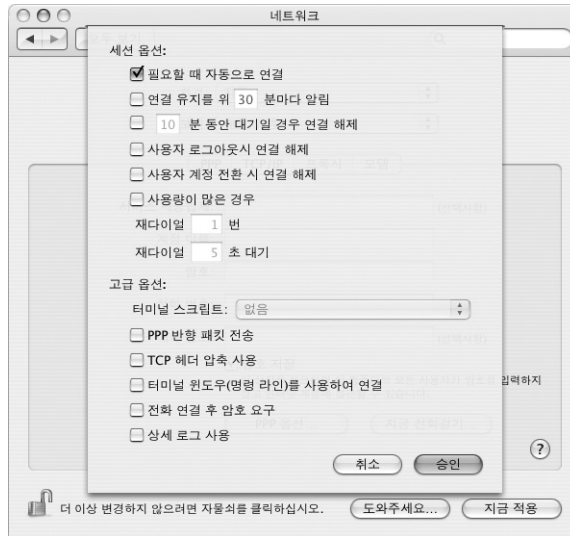 네트워크
세션 옵션:
필요할 때 자동으로 연결
연결 유지를 위 30 분마다 알림
10 분 동안 대기일 경우 연결 해제
사용자 로그아웃시 연결 해제
사용자 계정 전환 시 연결 해제
사용량이 많은 경우
재다이얼 1 번
재다이얼 5 초 대기
고급 옵션:
터미널 스크립트: 없음
PPP 반향 패킷 전송
TCP 헤더 압축 사용
터미널 윈도우(명령 라인)를 사용하여 연결
입력하지
전화 연결 후 암호 요구
상세 로그 사용
취소 승인
?
더 이상 변경하지 않으려면 자물쇠를 클릭하십시오. 도와주세요... 지금 적용